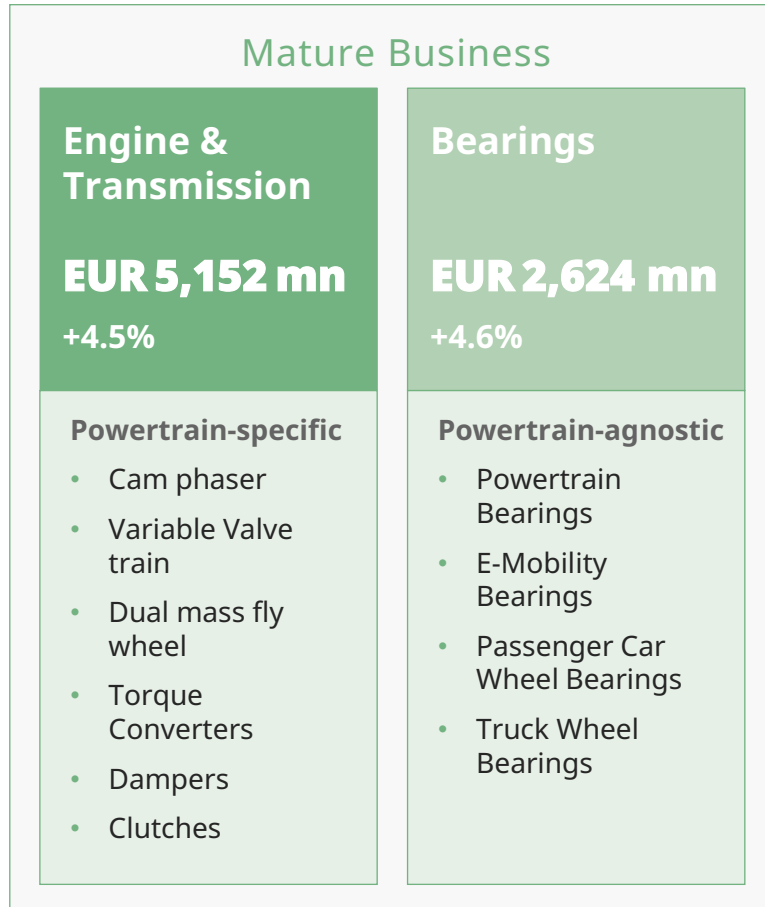 Mature Business
Engine &
Transmission
EUR 5,152 mn
+4.5%
Powertrain-specific
• Cam phaser
• Variable Valve
train
• Dual mass fly
wheel
• Torque
Converters
• Dampers
• Clutches
Bearings
EUR 2,624 mn
+4.6%
Powertrain-agnostic
• Powertrain
Bearings
• E-Mobility
Bearings
• Passenger Car
Wheel Bearings
• Truck Wheel
Bearings